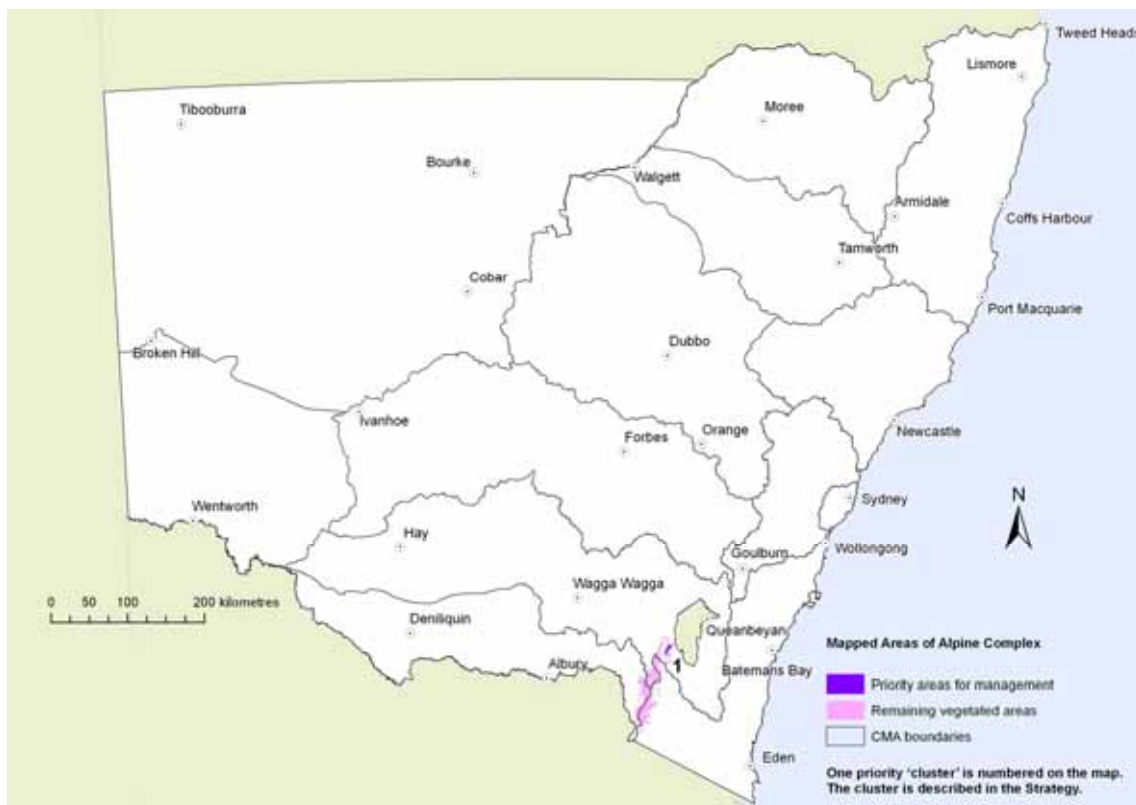 Tweed Heads
Lismore
Tibooburra
Moree
Bourke
Walgett
Armidale
Coffs Harbour
Tamworth
Cobar
Port Macquarie
Broken Hill
Dubbo
Ivanhoe
Forbes
Orange
Newcastle
N
Wentworth
Sydney
Hay
Goulburn
Wollongong
Wagga Wagga
0 50 100 200 kilometres
Deniliquin
Queanbeyan
Albury
1
Batemans Bay
Eden
Mapped Areas of Alpine Complex
Priority areas for management
Remaining vegetated areas
CMA boundaries
One priority 'cluster' is numbered on the map.
The cluster is described in the Strategy.